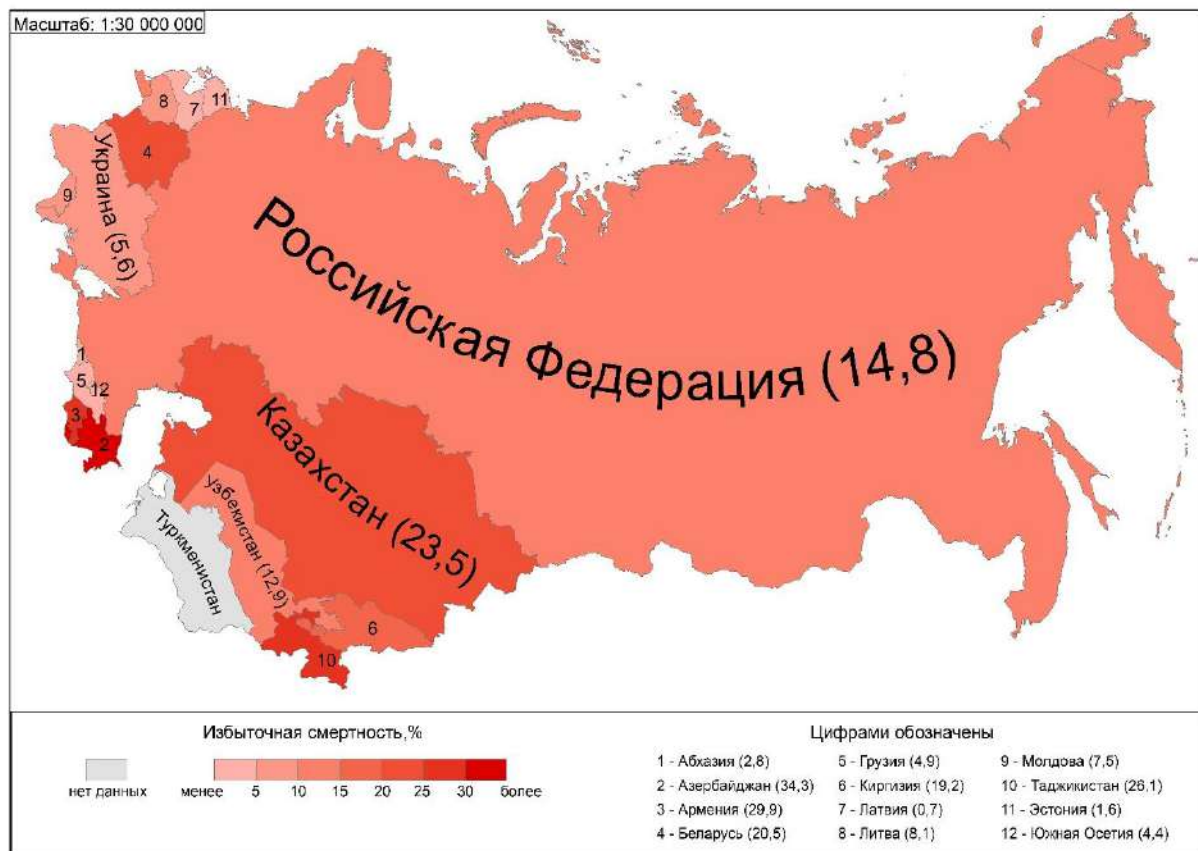 Масштаб: 1:30 000 000
8
7
11
4
Украина (5,6)
9
Российская Федерация (14,8)
1
5
12
3
2
Казахстан (23,5)
Узбекистан (12,9)
Туркменистан
6
10
Избыточная смертность,%
нет данных
менее 5 10 15 20 25 30 более
Цифрами обозначены
1 - Абхазия (2,8)
2 - Азербайджан (34,3)
3 - Армения (29,9)
4 - Беларусь (20,5)
5 - Грузия (4,9)
6 - Киргизия (19,2)
7 - Латвия (0,7)
8 - Литва (8,1)
9 - Молдова (7,5)
10 - Таджикистан (26,1)
11 - Эстония (1,6)
12 - Южная Осетия (4,4)